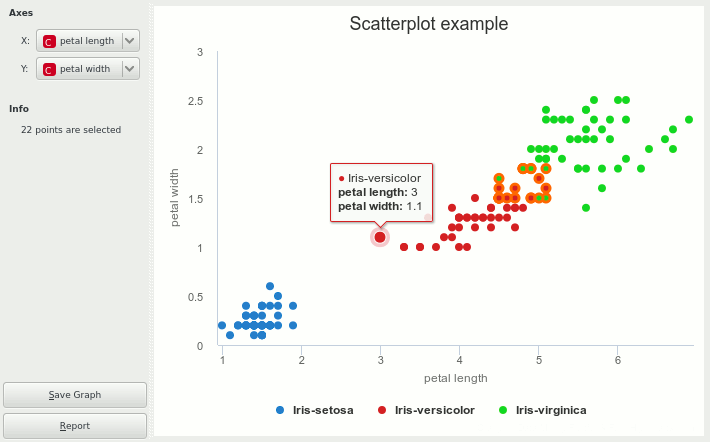 Axes
X: C petal length
Y: C petal width
Info
22 points are selected
Save Graph
Report
Scatterplot example
petal width
3
2.5
2
1.5
1
0.5
0
● Iris-versicolor
petal length: 3
petal width: 1.1
1 2 3 4 5 6
petal length
Iris-setosa Iris-versicolor Iris-virginica